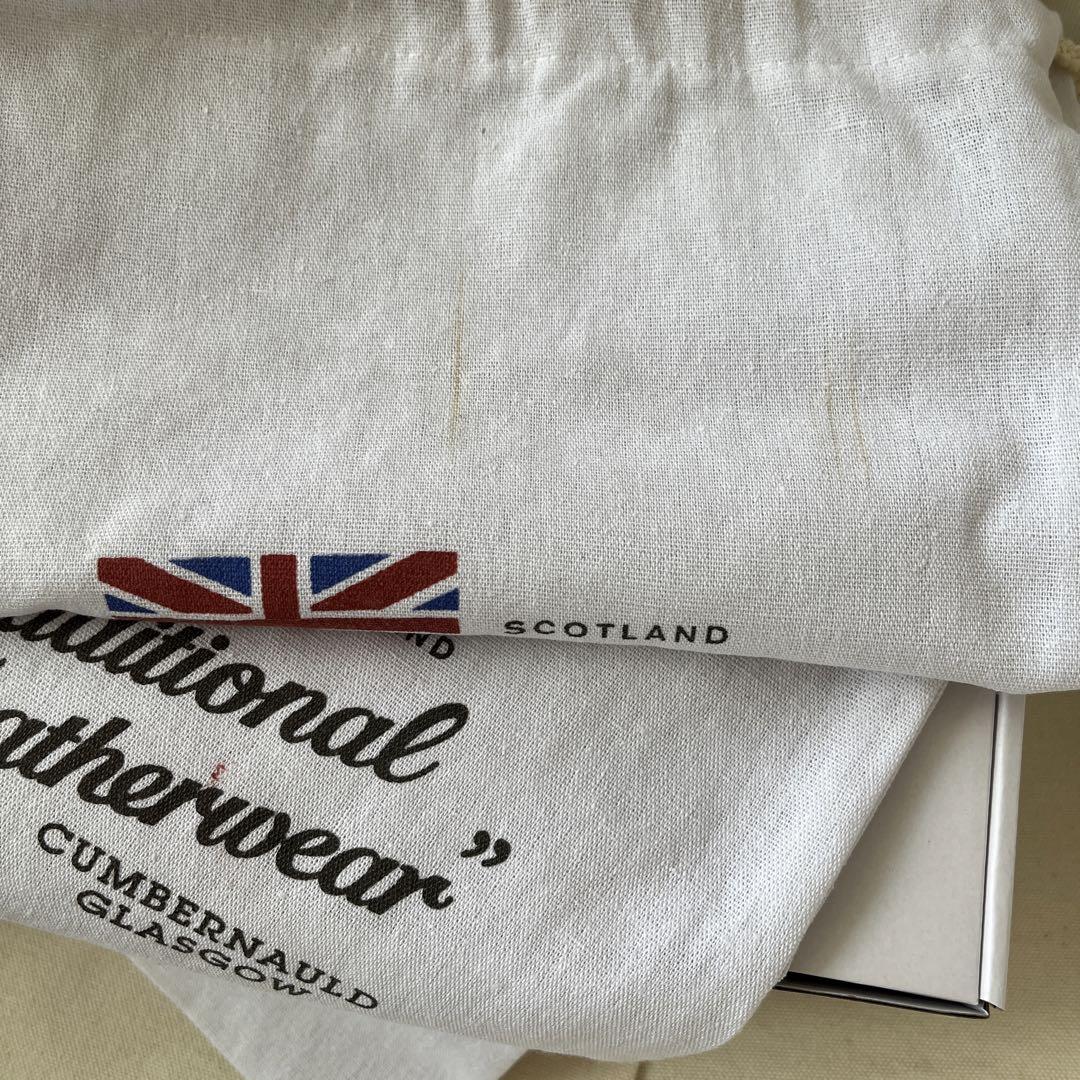 SCOTLAND
ND
ditional
atherwear”
CUMBERNAULD
GLASGOW